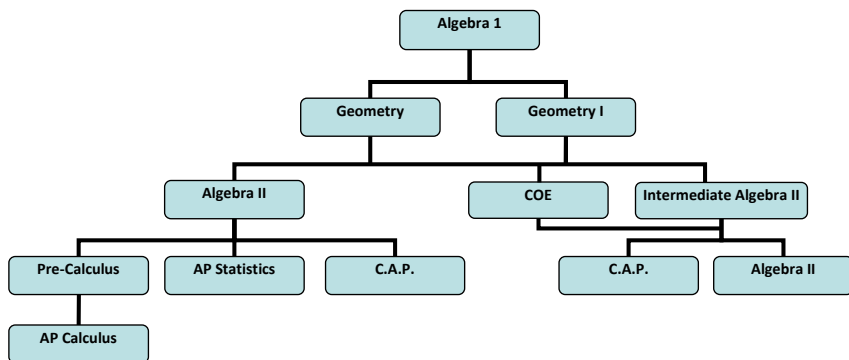 Algebra 1
Geometry
Geometry I
Algebra II
COE
Intermediate Algebra II
Pre-Calculus
AP Statistics
C.A.P.
C.A.P.
Algebra II
AP Calculus